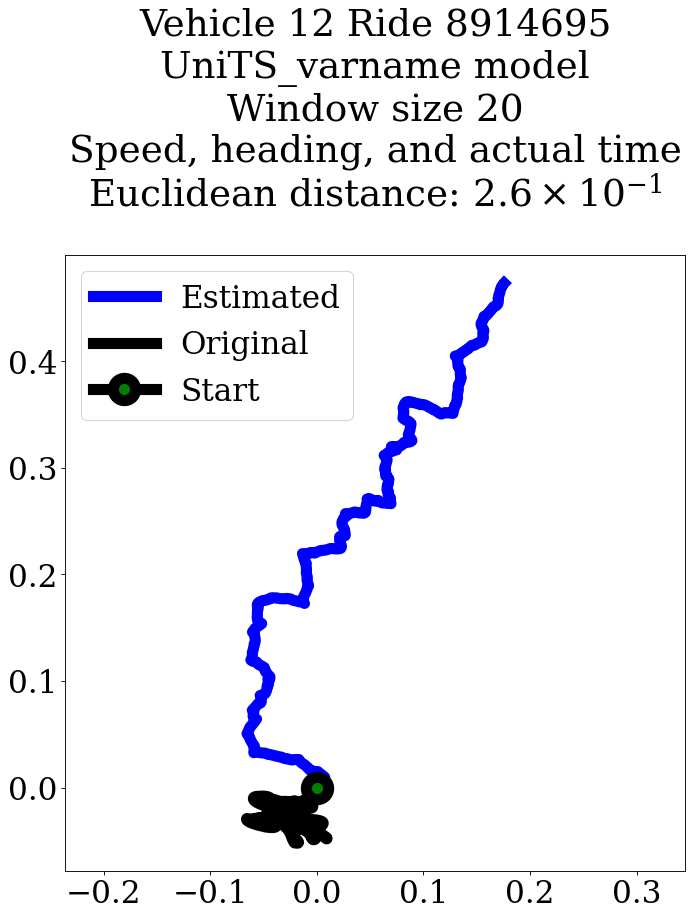 Vehicle 12 Ride 8914695
UniTS_varname model
Window size 20
Speed, heading, and actual time
Euclidean distance: 2.6 × 10⁻¹
Estimated
Original
Start
0.4
0.3
0.2
0.1
0.0
−0.2 −0.1 0.0 0.1 0.2 0.3